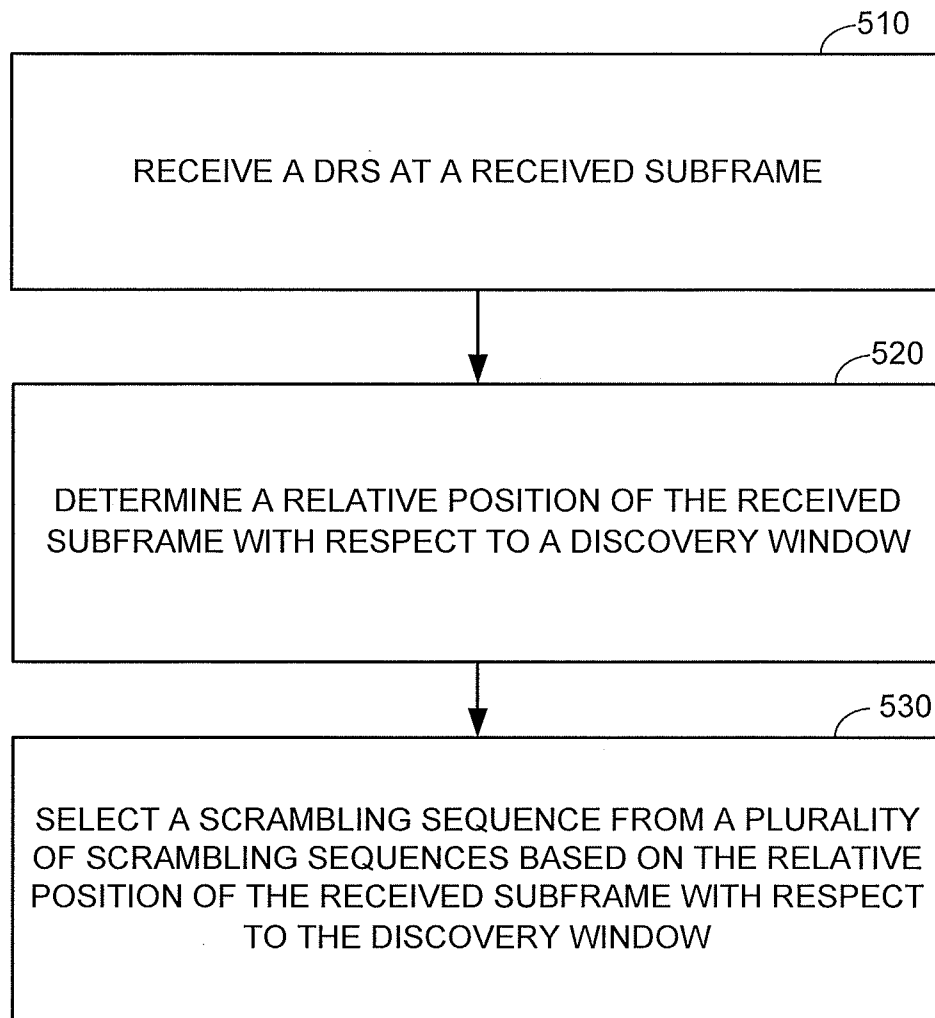 510
RECEIVE A DRS AT A RECEIVED SUBFRAME
520
DETERMINE A RELATIVE POSITION OF THE RECEIVED
SUBFRAME WITH RESPECT TO A DISCOVERY WINDOW
530
SELECT A SCRAMBLING SEQUENCE FROM A PLURALITY
OF SCRAMBLING SEQUENCES BASED ON THE RELATIVE
POSITION OF THE RECEIVED SUBFRAME WITH RESPECT
TO THE DISCOVERY WINDOW